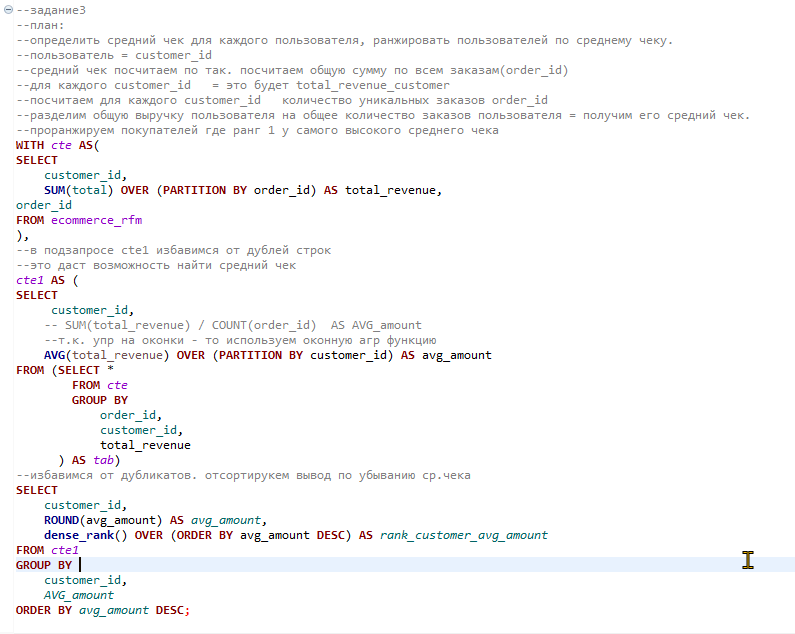 --задание3
--план:
--определить средний чек для каждого пользователя, ранжировать пользователей по среднему чеку.
--пользователь = customer_id
--средний чек посчитаем по так. посчитаем общую сумму по всем заказам(order_id)
--для каждого customer_id   = это будет total_revenue_customer
--посчитаем для каждого customer_id   количество уникальных заказов order_id
--разделим общую выручку пользователя на общее количество заказов пользователя = получим его средний чек.
--проранжируем покупателей где ранг 1 у самого высокого среднего чека
WITH cte AS(
SELECT
    customer_id,
    SUM(total) OVER (PARTITION BY order_id) AS total_revenue,
order_id
FROM ecommerce_rfm
),
--в подзапросе cte1 избавимся от дублей строк
--это даст возможность найти средний чек
cte1 AS (
SELECT
     customer_id,
    -- SUM(total_revenue) / COUNT(order_id)  AS AVG_amount
    --т.к. упр на оконки - то используем оконную агр функцию
    AVG(total_revenue) OVER (PARTITION BY customer_id) AS avg_amount
FROM (SELECT *
        FROM cte
        GROUP BY
            order_id,
            customer_id,
            total_revenue
      ) AS tab)
--избавимся от дубликатов. отсортирукем вывод по убыванию ср.чека
SELECT
    customer_id,
    ROUND(avg_amount) AS avg_amount,
    dense_rank() OVER (ORDER BY avg_amount DESC) AS rank_customer_avg_amount
FROM cte1
GROUP BY
    customer_id,
    AVG_amount
ORDER BY avg_amount DESC;